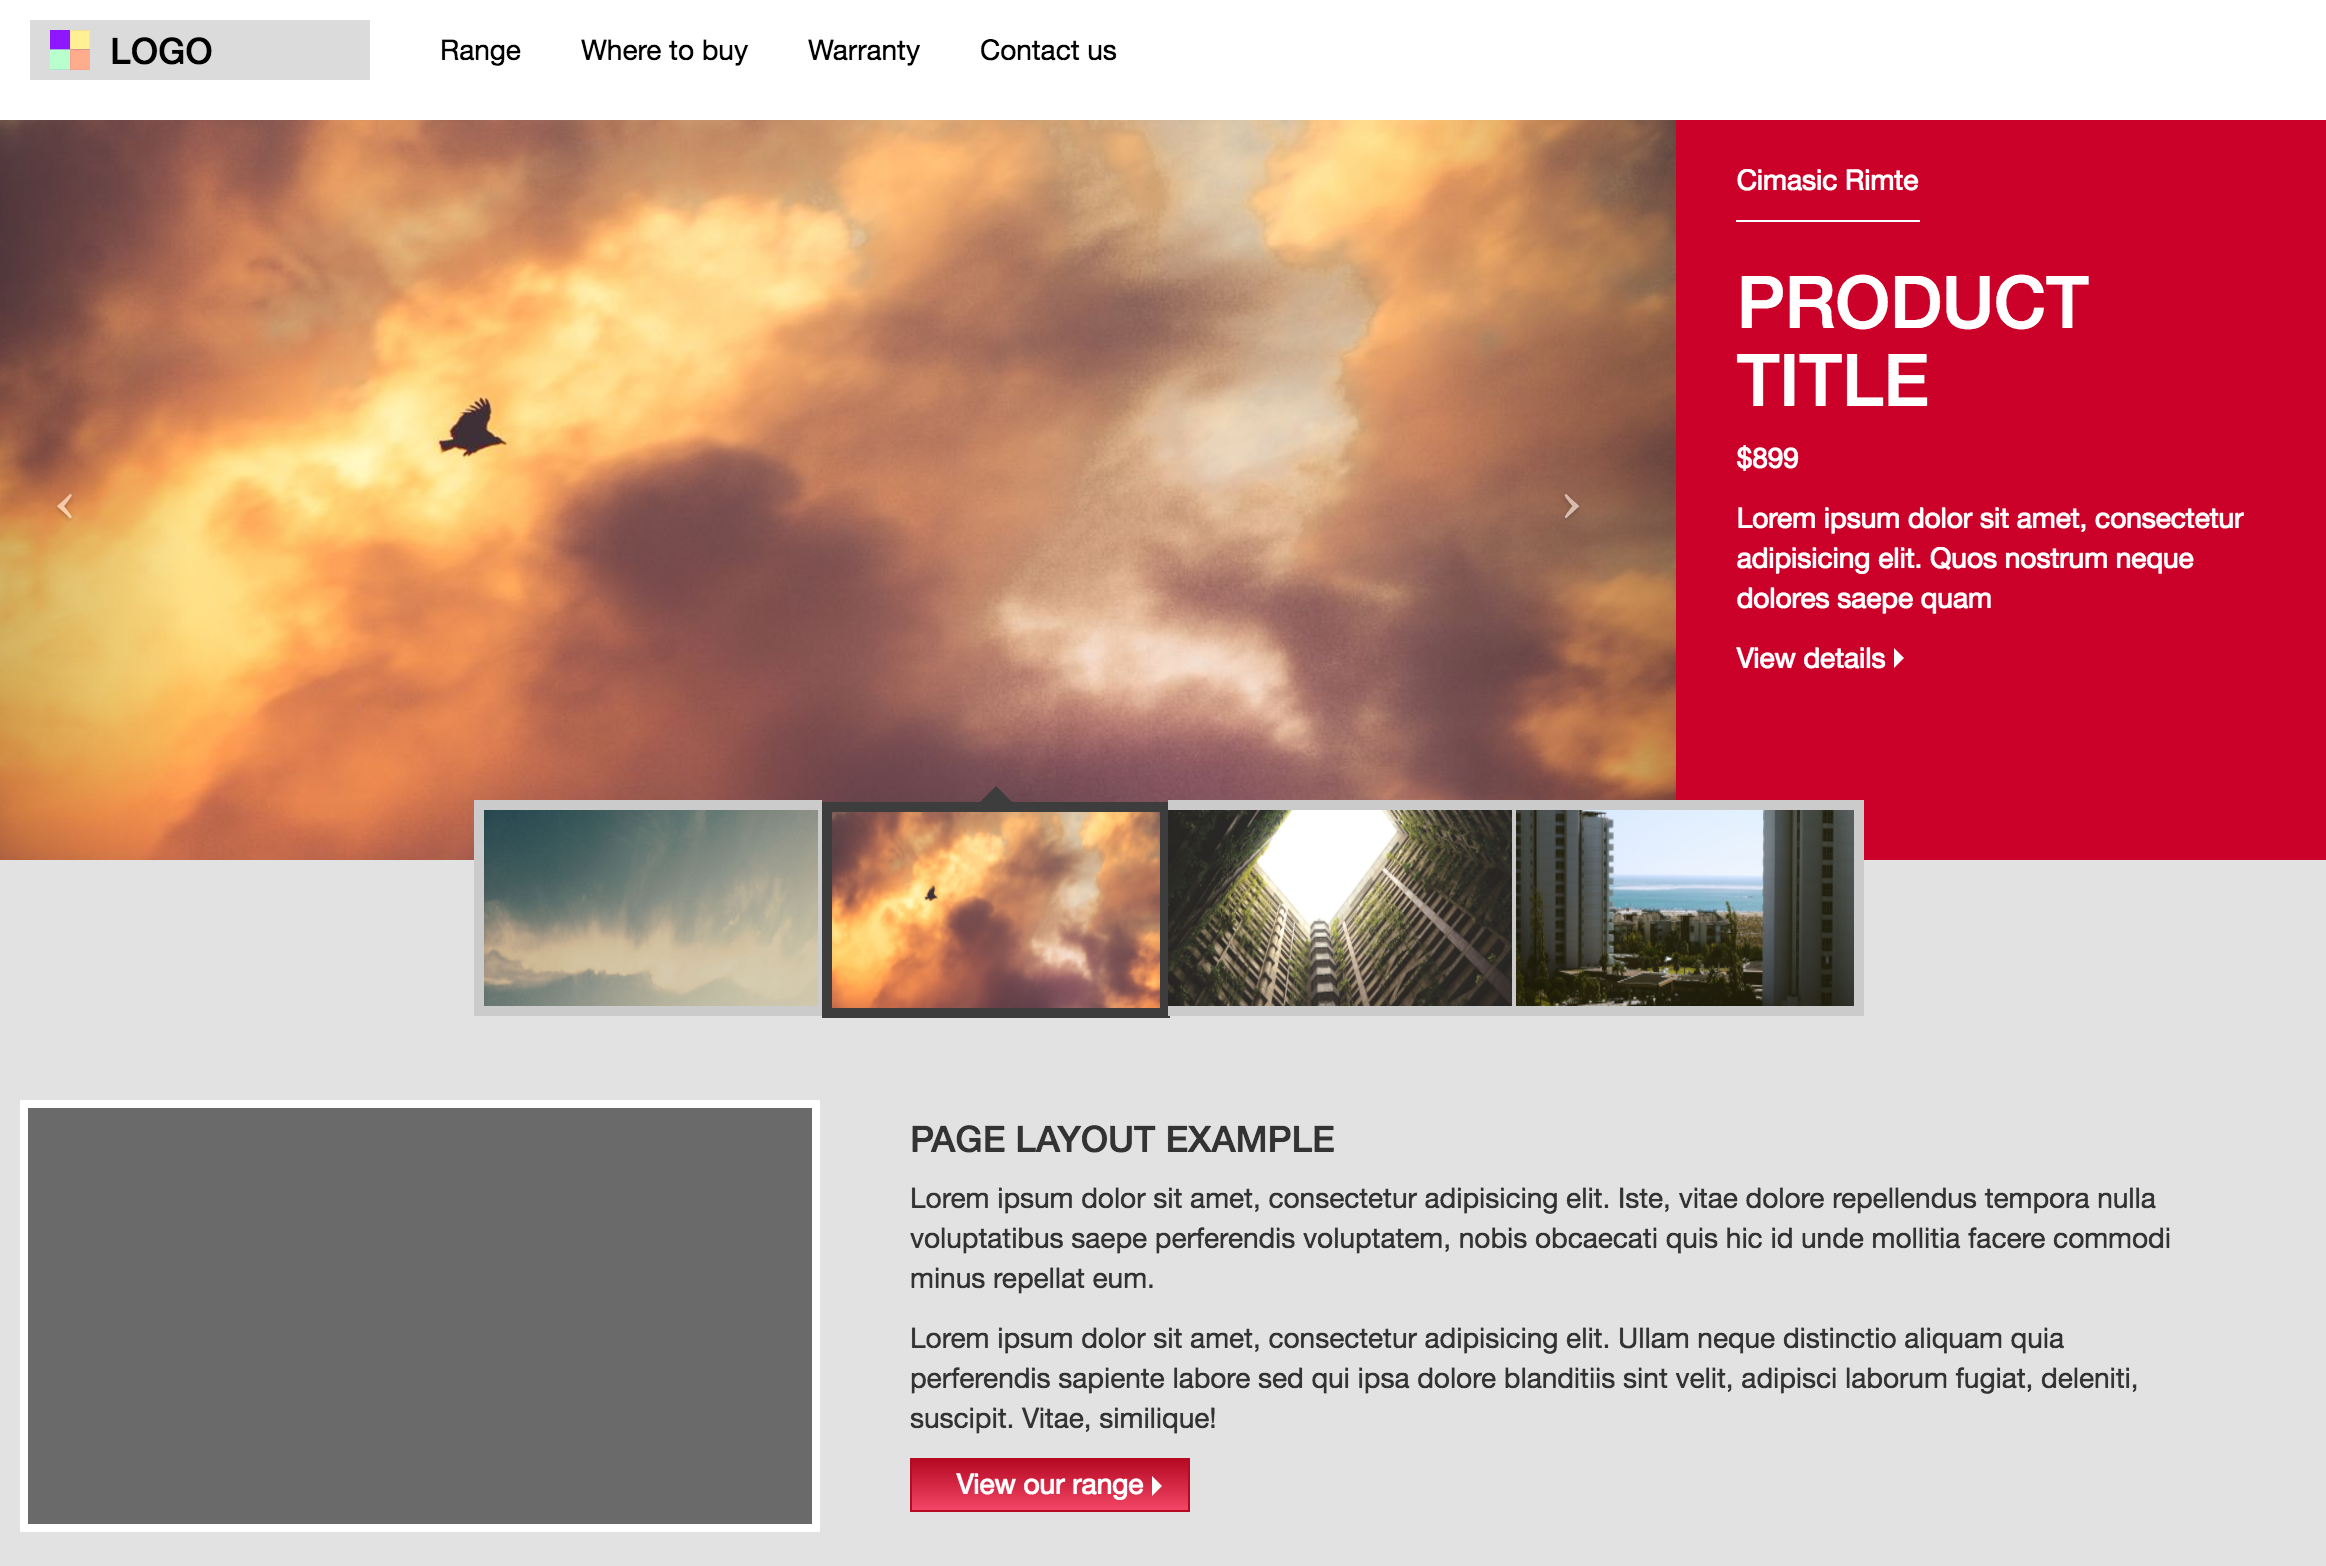 LOGO
Range
Where to buy
Warranty
Contact us
Cimasic Rimte
PRODUCT
TITLE
$899
Lorem ipsum dolor sit amet, consectetur
adipisicing elit. Quos nostrum neque
dolores saepe quam
View details
PAGE LAYOUT EXAMPLE
Lorem ipsum dolor sit amet, consectetur adipisicing elit. Iste, vitae dolore repellendus tempora nulla
voluptatibus saepe perferendis voluptatem, nobis obcaecati quis hic id unde mollitia facere commodi
minus repellat eum.
Lorem ipsum dolor sit amet, consectetur adipisicing elit. Ullam neque distinctio aliquam quia
perferendis sapiente labore sed qui ipsa dolore blanditiis sint velit, adipisci laborum fugiat, deleniti,
suscipit. Vitae, similique!
View our range